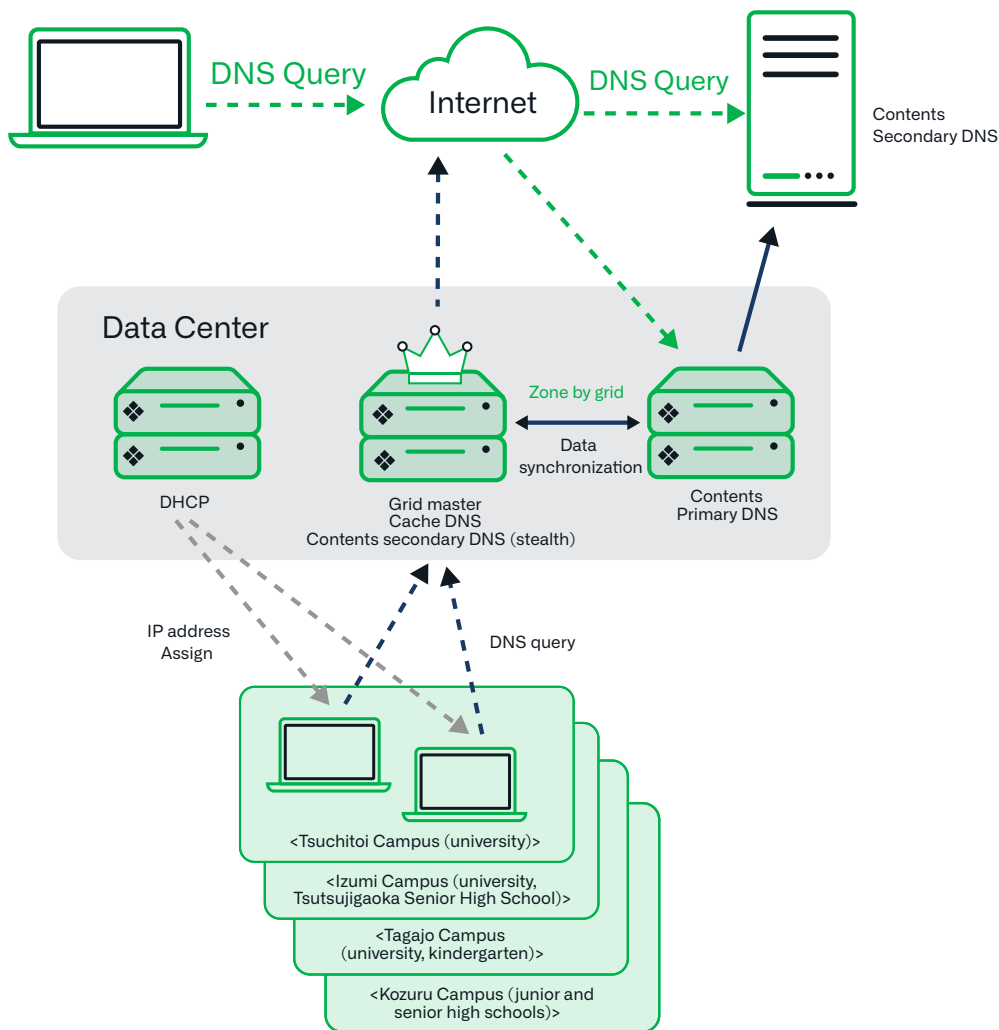 DNS Query
Internet
DNS Query
Contents
Secondary DNS
Data Center
Zone by grid
Data
synchronization
DHCP
Grid master
Cache DNS
Contents secondary DNS (stealth)
Contents
Primary DNS
IP address
Assign
DNS query
<Tsuchitoi Campus (university)>
<Izumi Campus (university,
Tsutsujigaoka Senior High School)>
<Tagajo Campus
(university, kindergarten)>
<Kozuru Campus (junior and
senior high schools)>